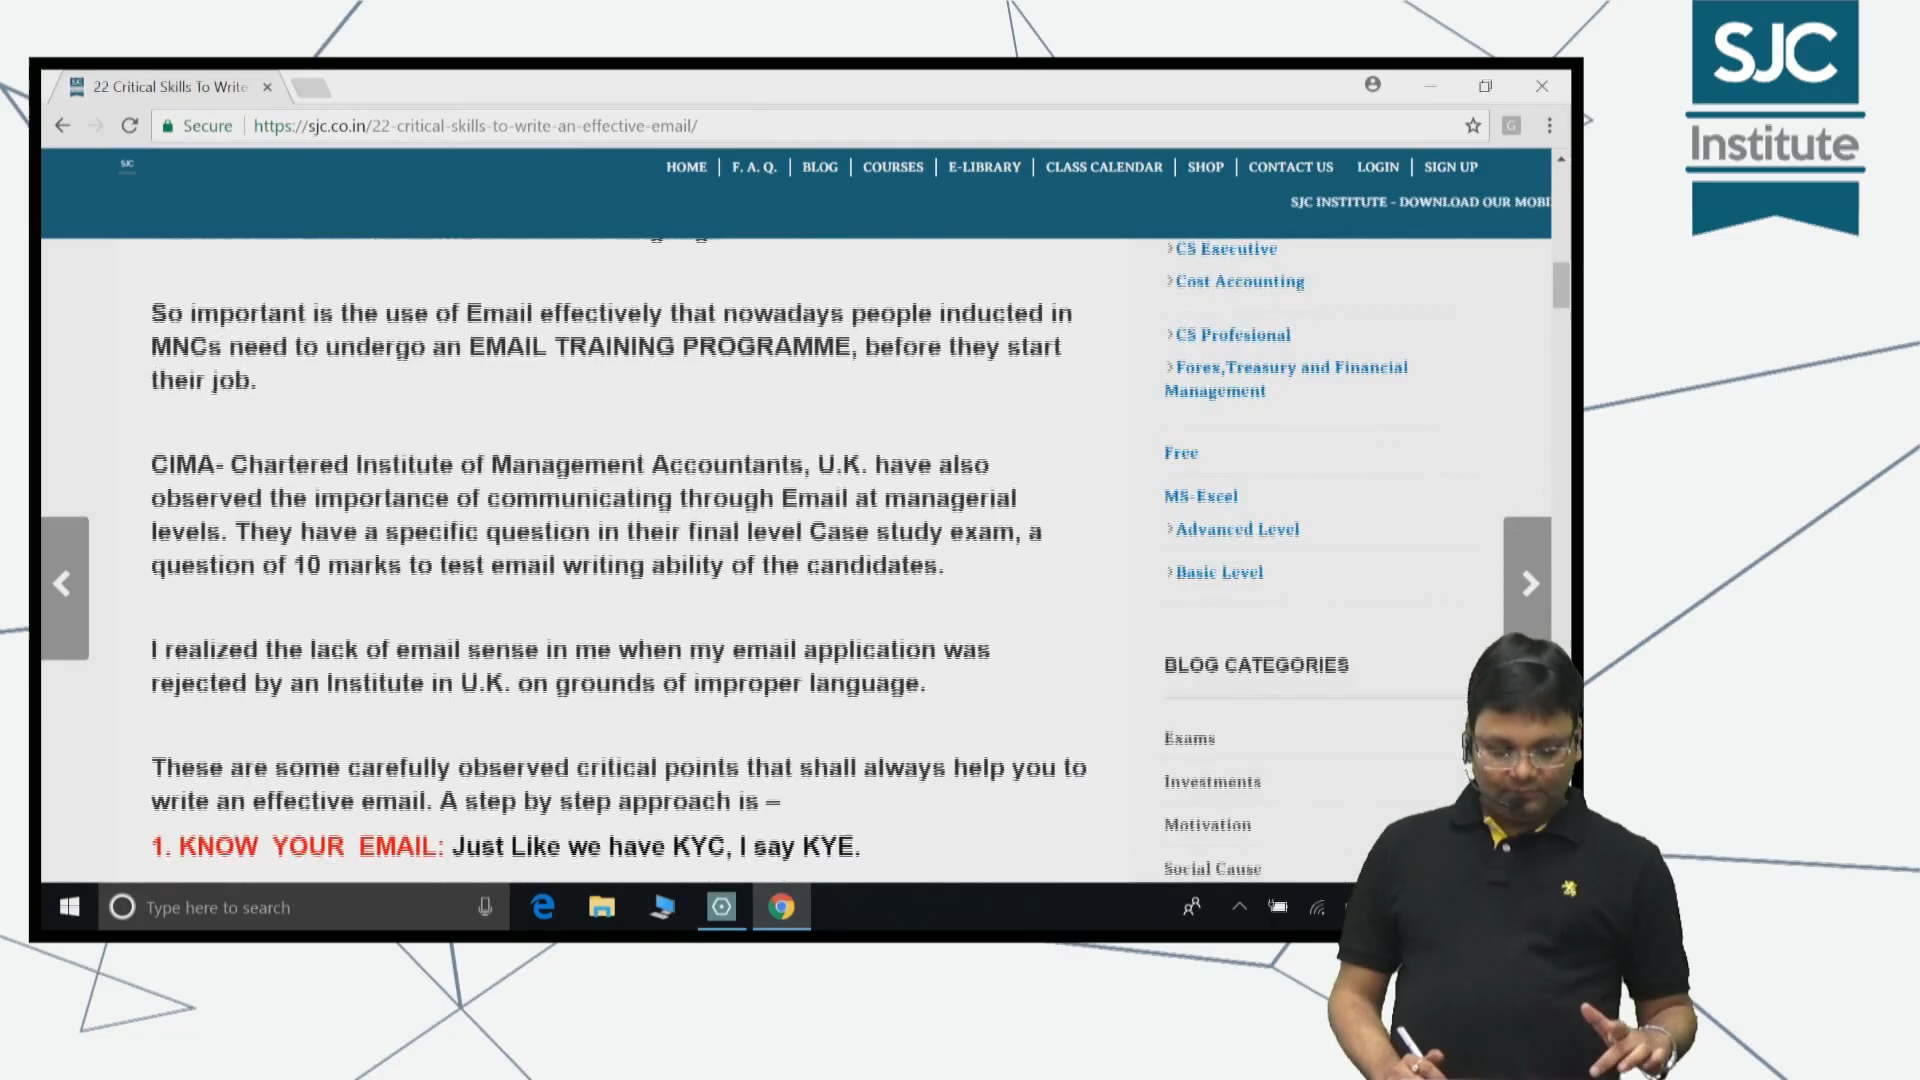 SJC
Institute
22 Critical Skills To Write
Secure
https://sjc.co.in/22-critical-skills-to-write-an-effective-email/
G
SJC
HOME | F. A. Q. | BLOG | COURSES | E-LIBRARY | CLASS CALENDAR | SHOP | CONTACT US LOGIN | SIGN UP
SJC INSTITUTE - DOWNLOAD OUR MOBI
So important is the use of Email effectively that nowadays people inducted in
MNCs need to undergo an EMAIL TRAINING PROGRAMME, before they start
their job.
CIMA- Chartered Institute of Management Accountants, U.K. have also
observed the importance of communicating through Email at managerial
levels. They have a specific question in their final level Case study exam, a
question of 10 marks to test email writing ability of the candidates.
I realized the lack of email sense in me when my email application was
rejected by an Institute in U.K. on grounds of improper language.
These are some carefully observed critical points that shall always help you to
write an effective email. A step by step approach is –
1. KNOW YOUR EMAIL: Just Like we have KYC, I say KYE.
CS Executive
Cost Accounting
CS Profesional
Forex,Treasury and Financial
Management
Free
MS-Excel
Advanced Level
Basic Level
BLOG CATEGORIES
Exams
Investments
Motivation
Social Cause
Type here to search